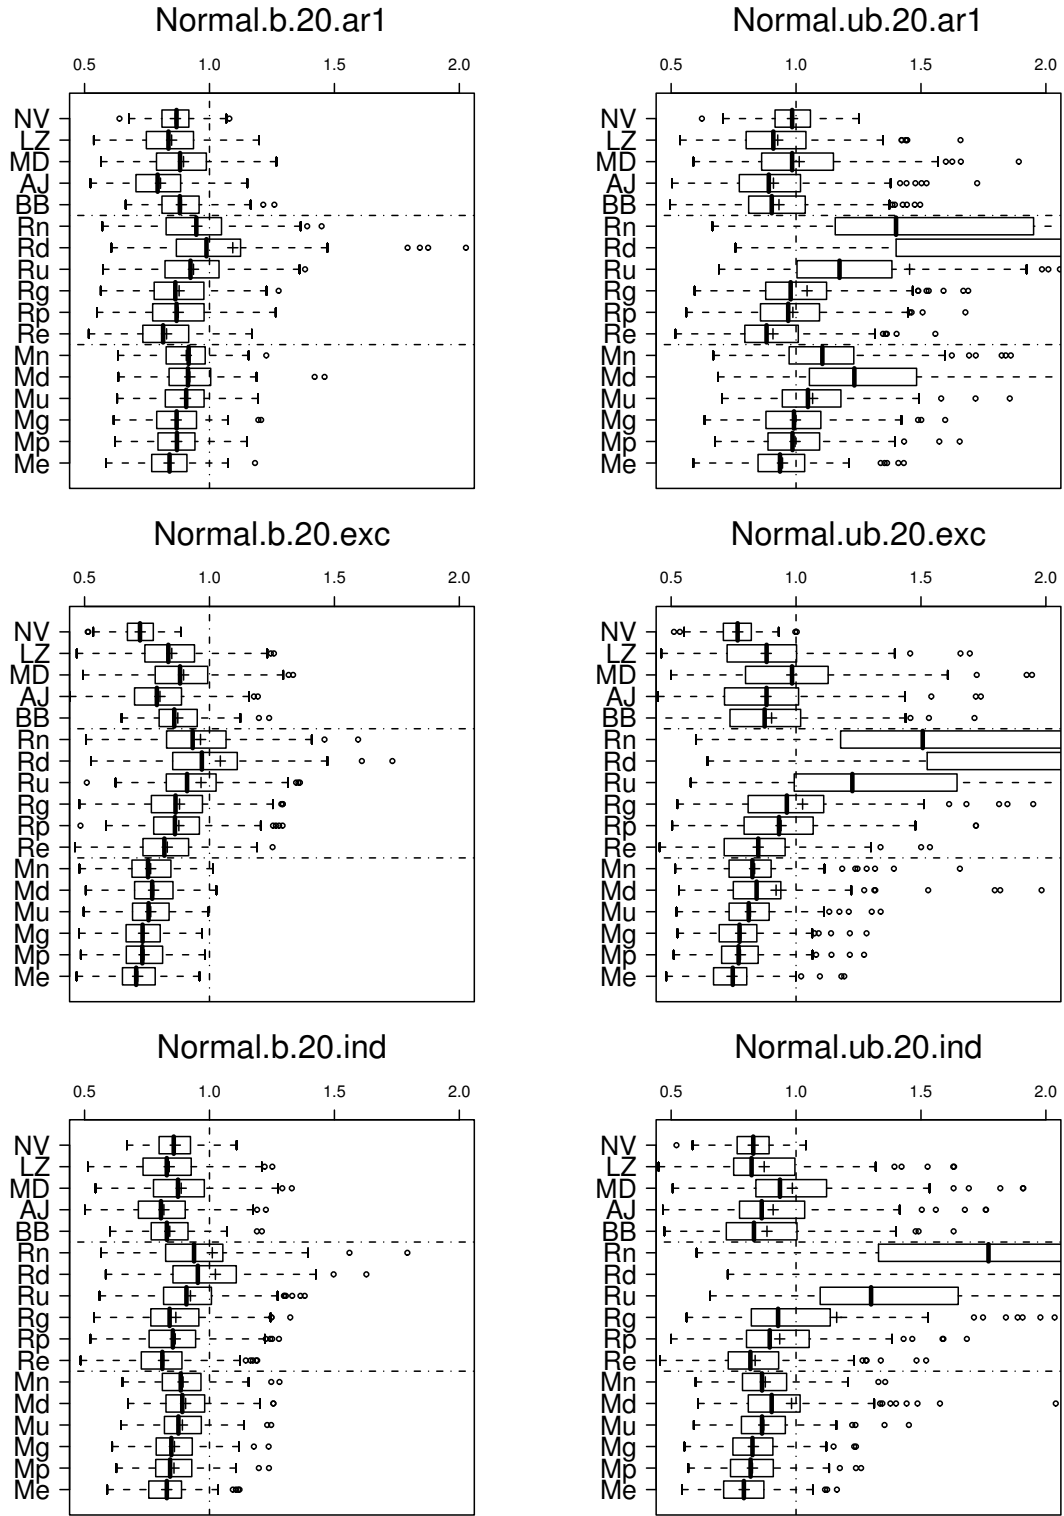 Normal.b.20.ar1
0.5 1.0 1.5 2.0
NV
LZ
MD
AJ
BB
Rn
Rd
Ru
Rg
Rp
Re
Mn
Md
Mu
Mg
Mp
Me
Normal.ub.20.ar1
0.5 1.0 1.5 2.0
NV
LZ
MD
AJ
BB
Rn
Rd
Ru
Rg
Rp
Re
Mn
Md
Mu
Mg
Mp
Me
Normal.b.20.exc
0.5 1.0 1.5 2.0
NV
LZ
MD
AJ
BB
Rn
Rd
Ru
Rg
Rp
Re
Mn
Md
Mu
Mg
Mp
Me
Normal.ub.20.exc
0.5 1.0 1.5 2.0
NV
LZ
MD
AJ
BB
Rn
Rd
Ru
Rg
Rp
Re
Mn
Md
Mu
Mg
Mp
Me
Normal.b.20.ind
0.5 1.0 1.5 2.0
NV
LZ
MD
AJ
BB
Rn
Rd
Ru
Rg
Rp
Re
Mn
Md
Mu
Mg
Mp
Me
Normal.ub.20.ind
0.5 1.0 1.5 2.0
NV
LZ
MD
AJ
BB
Rn
Rd
Ru
Rg
Rp
Re
Mn
Md
Mu
Mg
Mp
Me